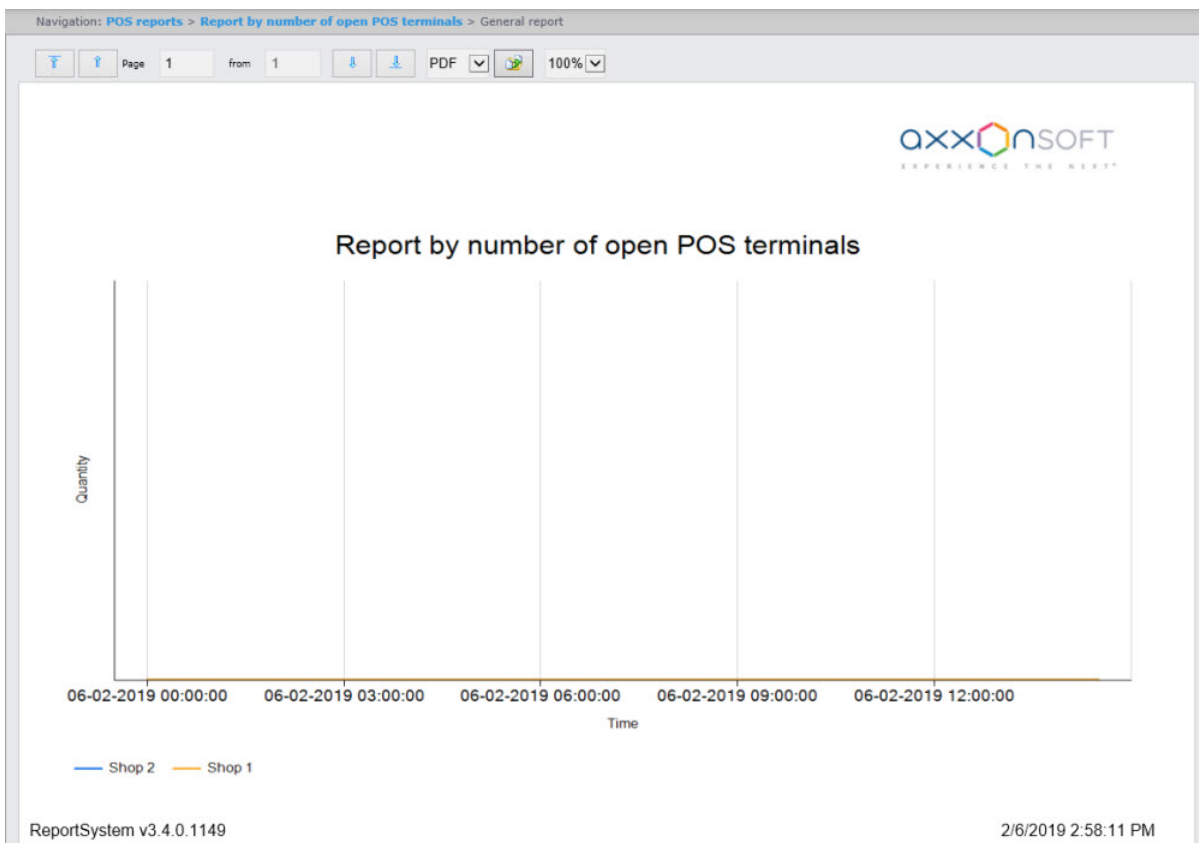 Navigation: POS reports > Report by number of open POS terminals > General report
Page 1 from 1 PDF 100%
axxonSOFT
EXPERIENCE THE NEXT®
Report by number of open POS terminals
Quantity
06-02-2019 00:00:00 06-02-2019 03:00:00 06-02-2019 06:00:00 06-02-2019 09:00:00 06-02-2019 12:00:00
Time
Shop 2 Shop 1
ReportSystem v3.4.0.1149 2/6/2019 2:58:11 PM